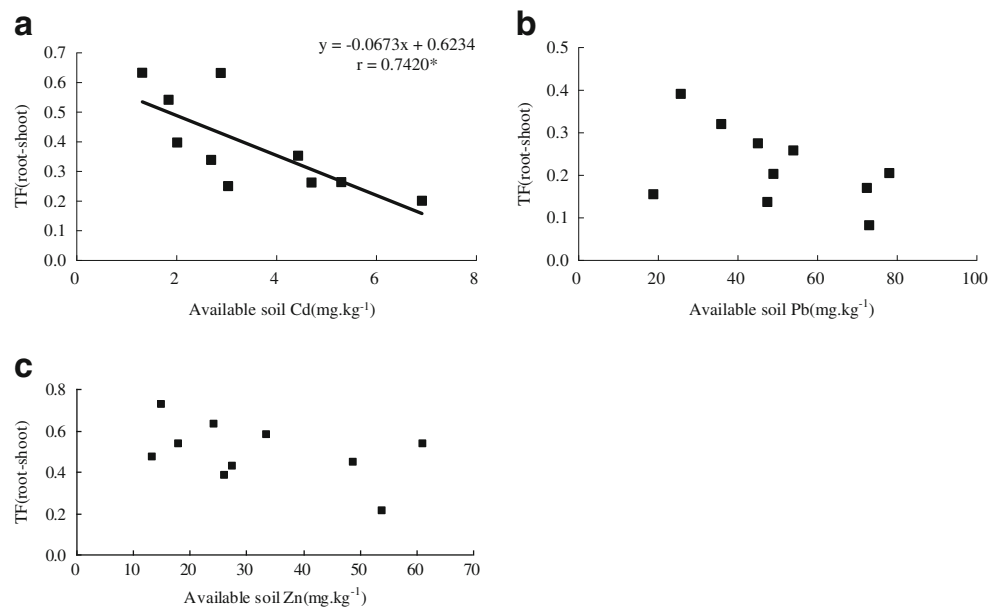 a
y = -0.0673x + 0.6234
r = 0.7420*
0.7
0.6
0.5
0.4
0.3
0.2
0.1
0.0
TF(root-shoot)
0 2 4 6 8
Available soil Cd(mg.kg⁻¹)
b
0.5
0.4
0.3
0.2
0.1
0.0
TF(root-shoot)
0 20 40 60 80 100
Available soil Pb(mg.kg⁻¹)
c
0.8
0.6
0.4
0.2
0.0
TF(root-shoot)
0 10 20 30 40 50 60 70
Available soil Zn(mg.kg⁻¹)